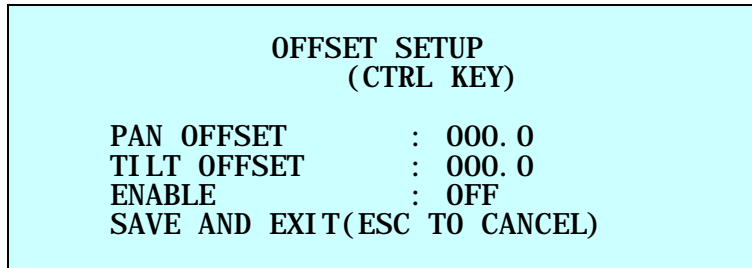 OFFSET SETUP
(CTRL KEY)
PAN OFFSET : 000.0
TILT OFFSET : 000.0
ENABLE : OFF
SAVE AND EXIT(ESC TO CANCEL)